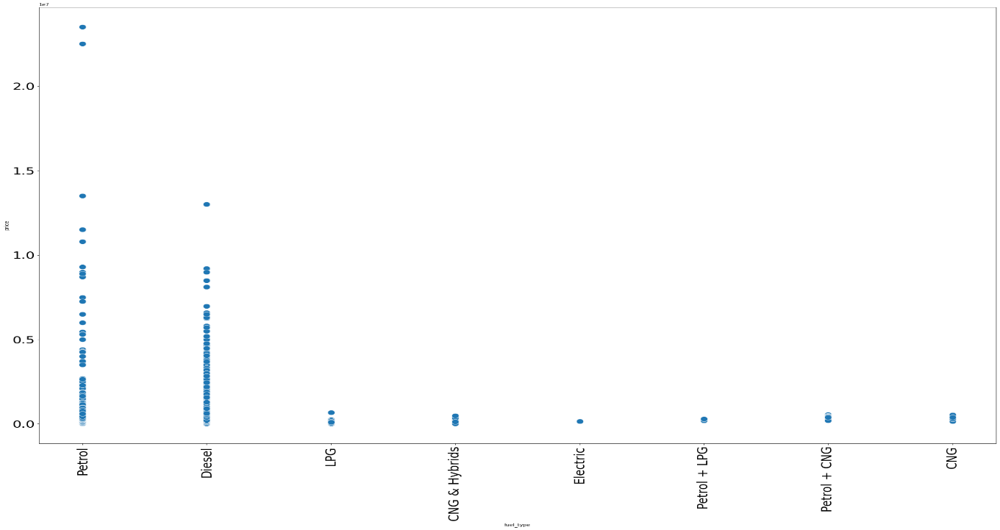 1e7
2.0
1.5
1.0
0.5
0.0
price
Petrol
Diesel
LPG
CNG & Hybrids
Electric
Petrol + LPG
Petrol + CNG
CNG
fuel_type